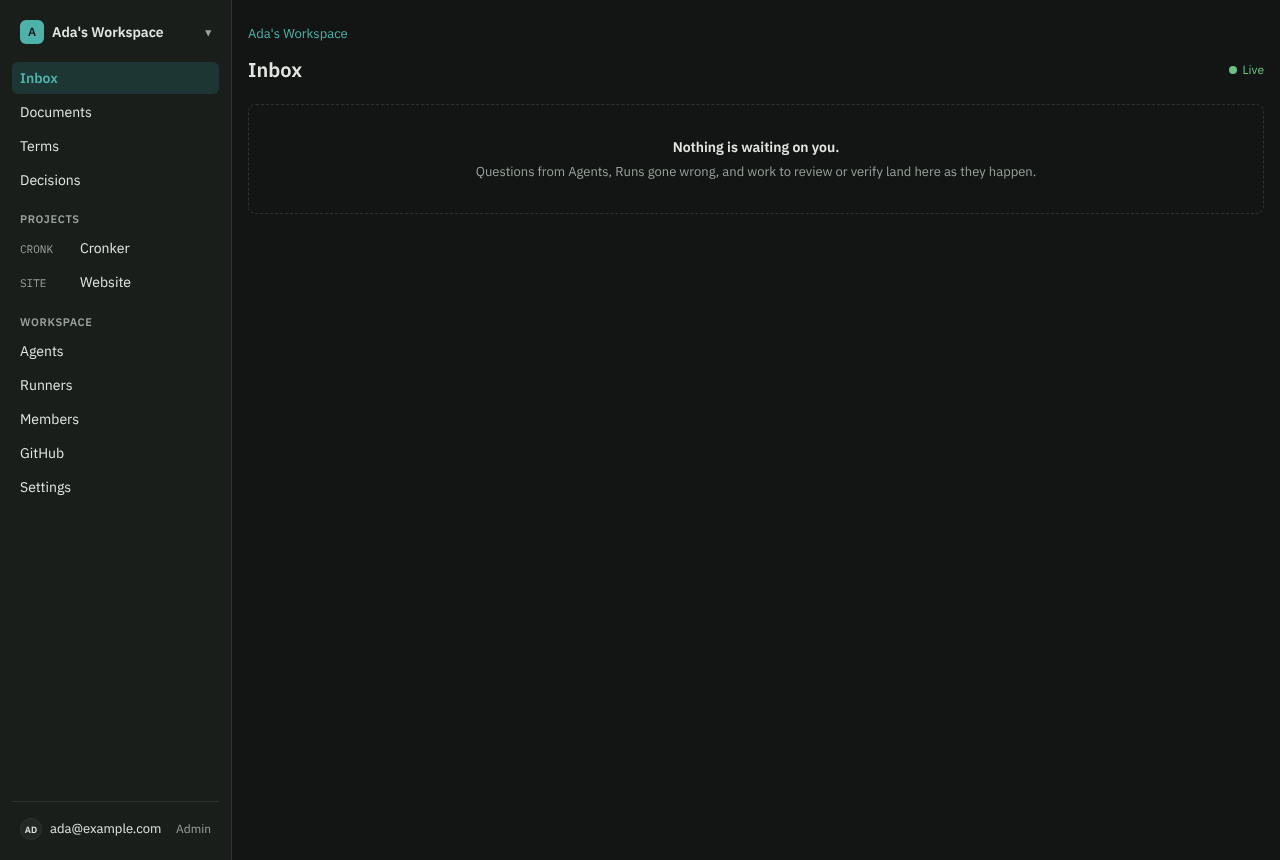 A Ada's Workspace ▾
Inbox
Documents
Terms
Decisions
PROJECTS
CRONK Cronker
SITE Website
WORKSPACE
Agents
Runners
Members
GitHub
Settings
AD ada@example.com Admin
Ada's Workspace
Inbox
Live
Nothing is waiting on you.
Questions from Agents, Runs gone wrong, and work to review or verify land here as they happen.